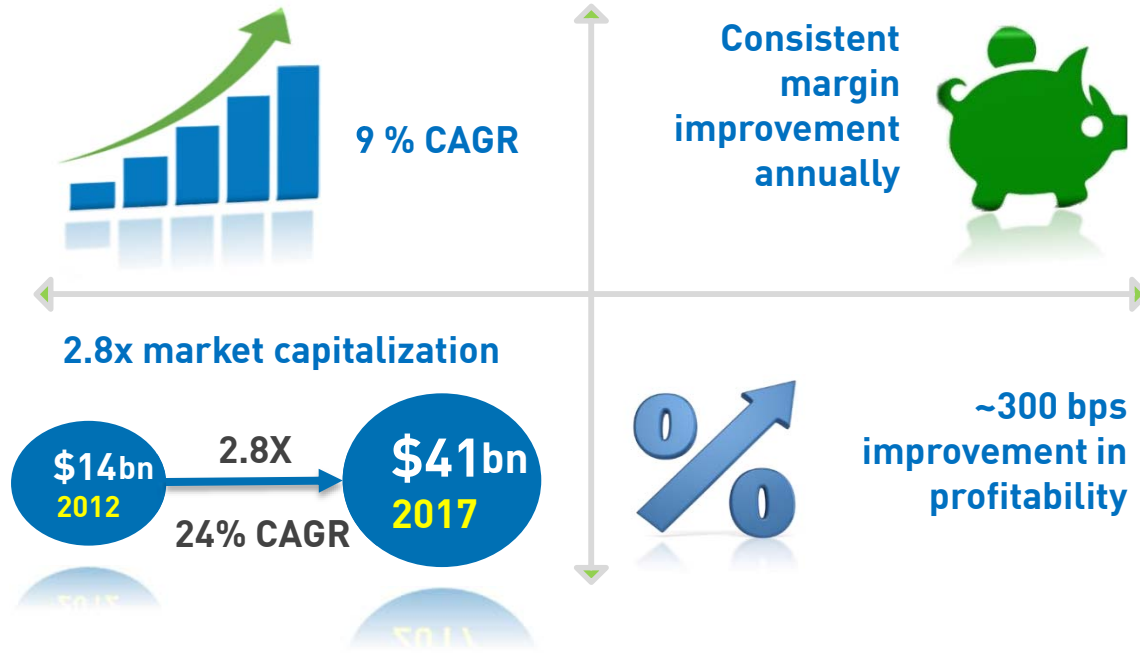 9 % CAGR
Consistent
margin
improvement
annually
2.8x market capitalization
$14bn
2012
2.8X
24% CAGR
$41bn
2017
~300 bps
improvement in
profitability